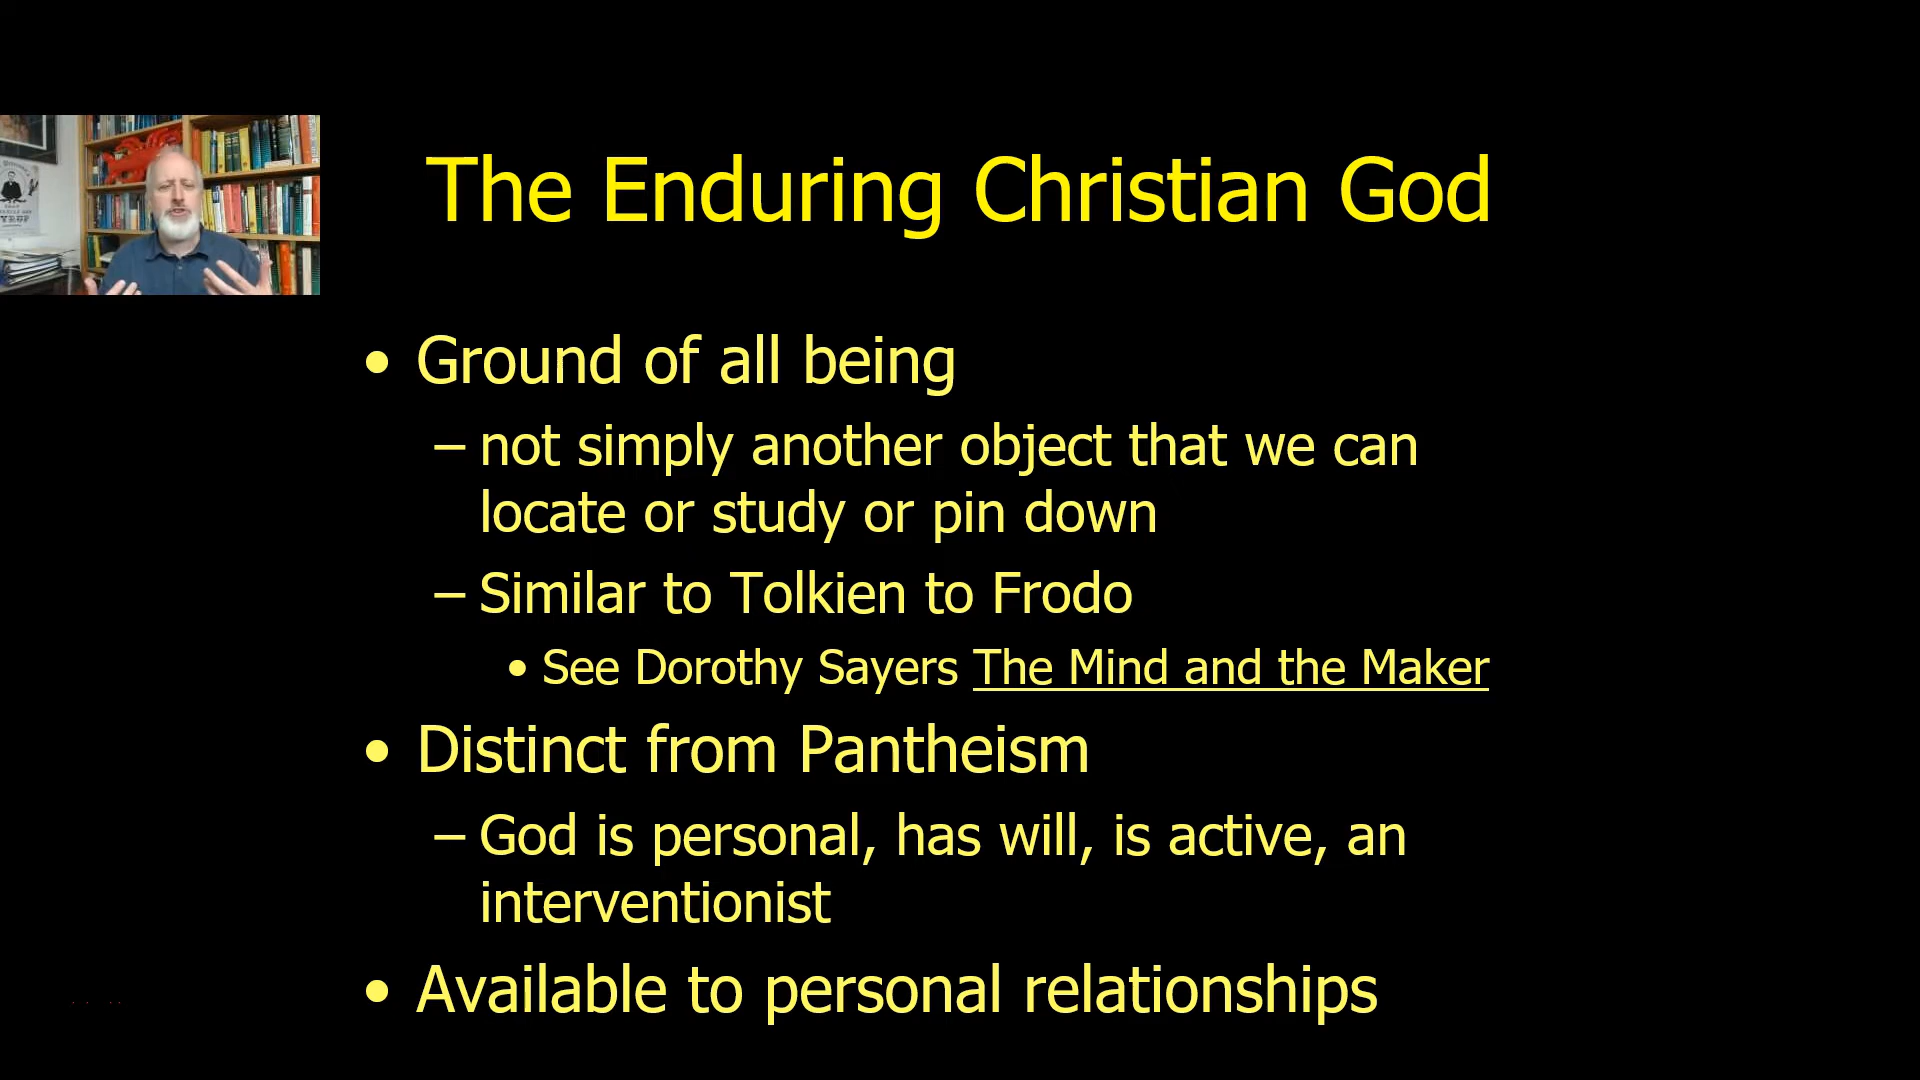 The Enduring Christian God
• Ground of all being
– not simply another object that we can
locate or study or pin down
– Similar to Tolkien to Frodo
• See Dorothy Sayers The Mind and the Maker
• Distinct from Pantheism
– God is personal, has will, is active, an
interventionist
• Available to personal relationships